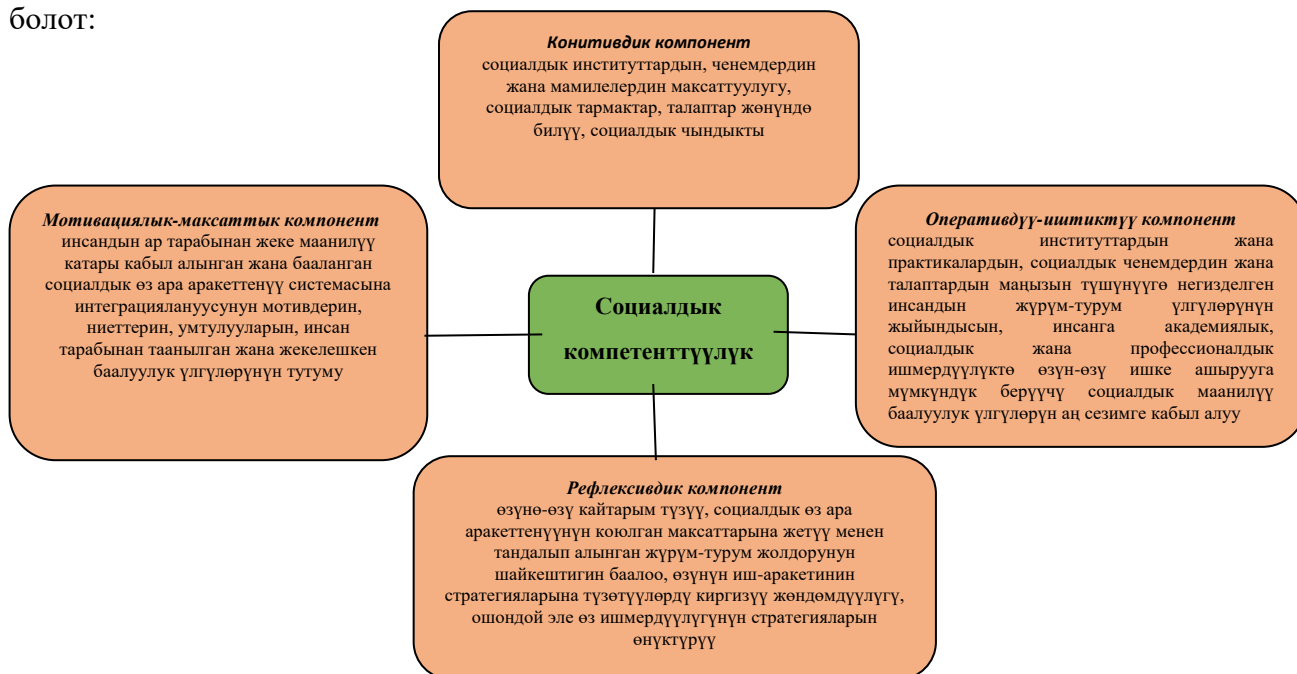 болот:
Конитивдик компонент
социалдык институттардын, ченемдердин
жана мамилелердин максаттуулугу,
социалдык тармактар, талаптар жөнүндө
билүү, социалдык чындыкты
Мотивациялык-максаттык компонент
инсандын ар тарабынан жеке маанилүү
катары кабыл алынган жана бааланган
социалдык өз ара аракеттенүү системасына
интеграциялануусунун мотивдерин,
ниеттерин, умтулууларын, инсан
тарабынан таанылган жана жекелешкен
баалуулук үлгүлөрүнүн тутуму
Социалдык
компетенттүүлүк
Оперативдүү-иштиктүү компонент
социалдык институттардын жана
практикалардын, социалдык ченемдердин жана
талаптардын маңызын түшүнүүгө негизделген
инсандын жүрүм-турум үлгүлөрүнүн
жыйындысын, инсанга академиялык,
социалдык жана профессионалдык
ишмердүүлүктө өзүн-өзү ишке ашырууга
мүмкүндүк берүүчү социалдык маанилүү
баалуулук үлгүлөрүн аң сезимге кабыл алуу
Рефлексивдик компонент
өзүнө-өзү кайтарым түзүү, социалдык өз ара
аракеттенүүнүн коюлган максаттарына жетүү менен
тандалып алынган жүрүм-турум жолдорунун
шайкештигин баалоо, өзүнүн иш-аракетинин
стратегияларына түзөтүүлөрдү киргизүү жөндөмдүүлүгү,
ошондой эле өз ишмердүүлүгүнүн стратегияларын
өнүктүрүү